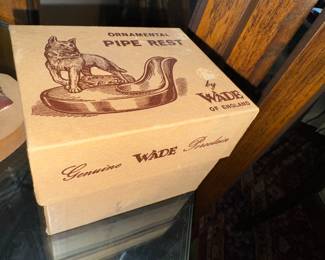 ORNAMENTAL
PIPE REST
by
WADE
OF ENGLAND
Genuine WADE Porcelain